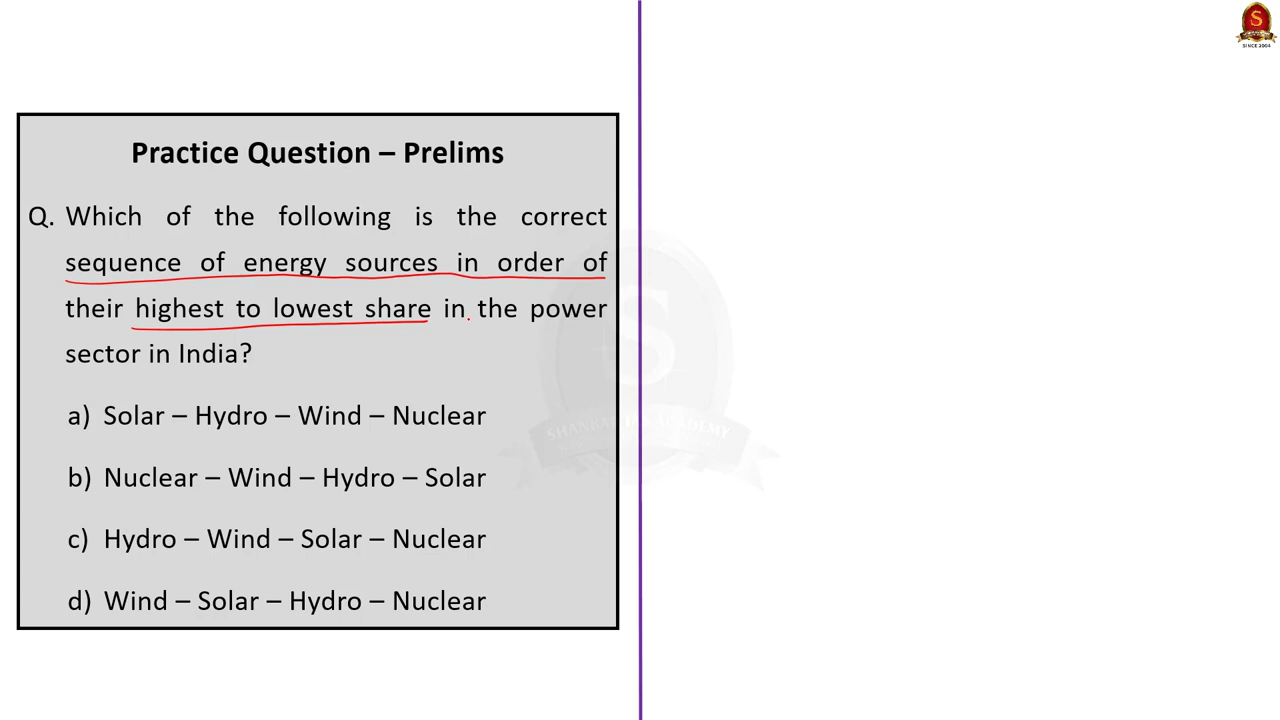 S
SINCE 2004
Practice Question – Prelims
Q. Which of the following is the correct
sequence of energy sources in order of
their highest to lowest share in the power
sector in India?
a) Solar – Hydro – Wind – Nuclear
b) Nuclear – Wind – Hydro – Solar
c) Hydro – Wind – Solar – Nuclear
d) Wind – Solar – Hydro – Nuclear
S